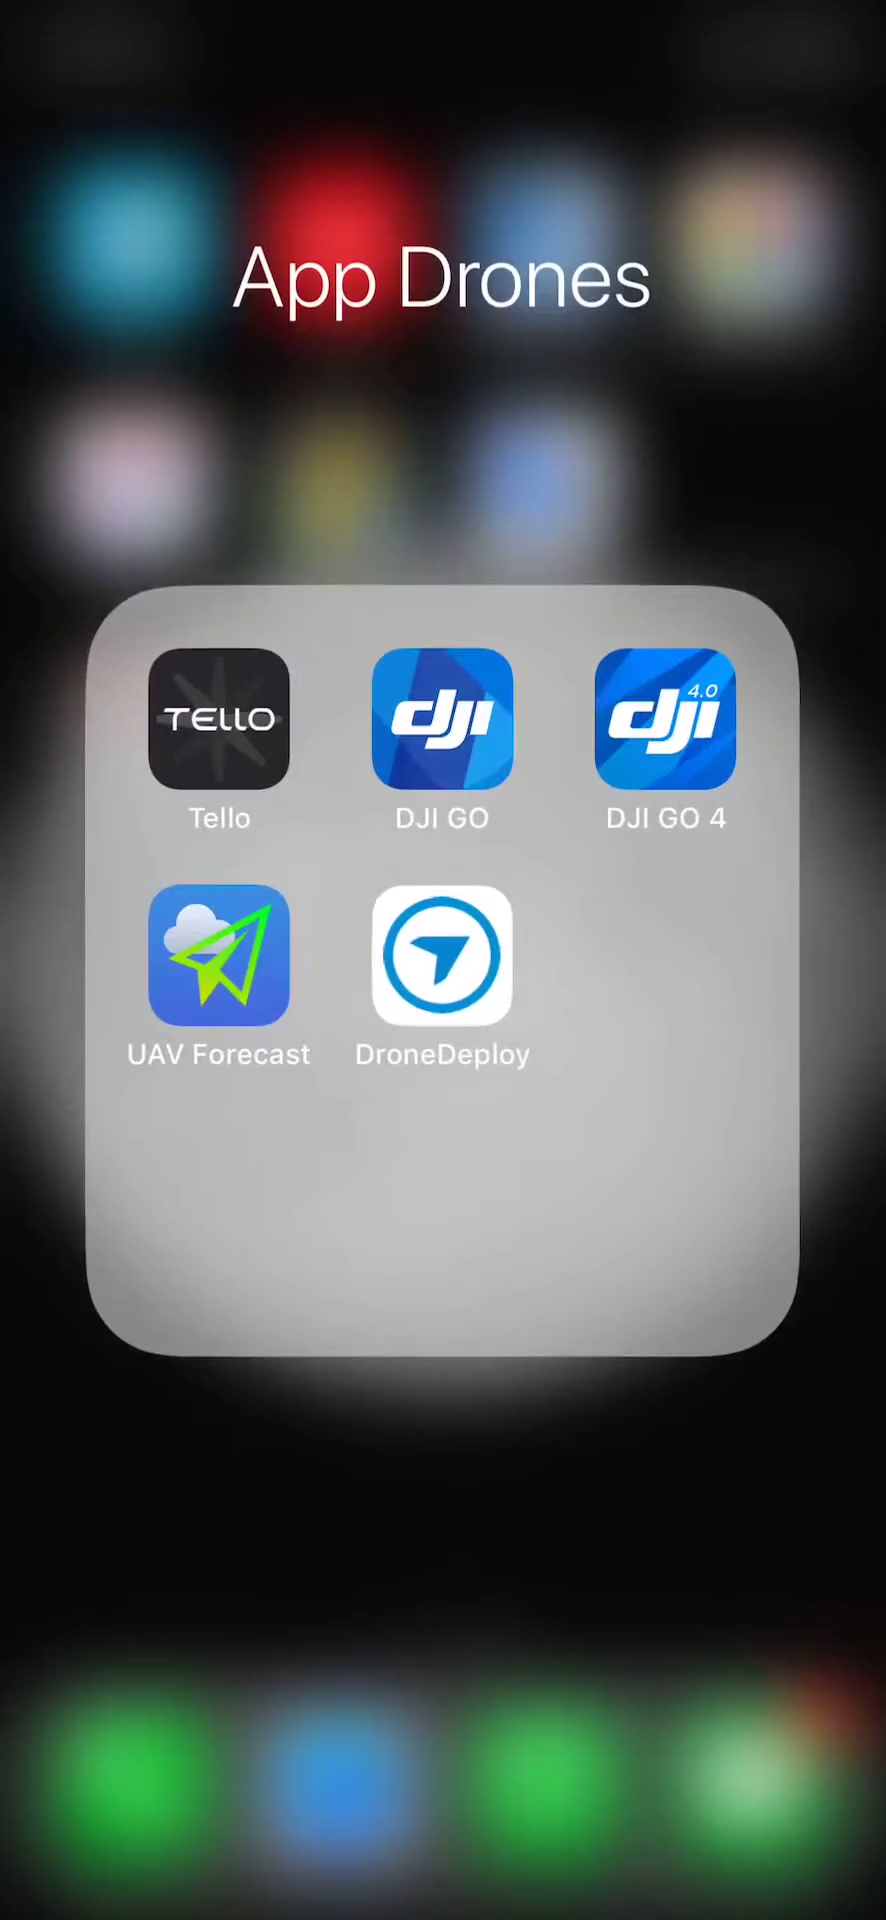 App Drones
TELLO
dji
dji 4.0
Tello
DJI GO
DJI GO 4
UAV Forecast
DroneDeploy